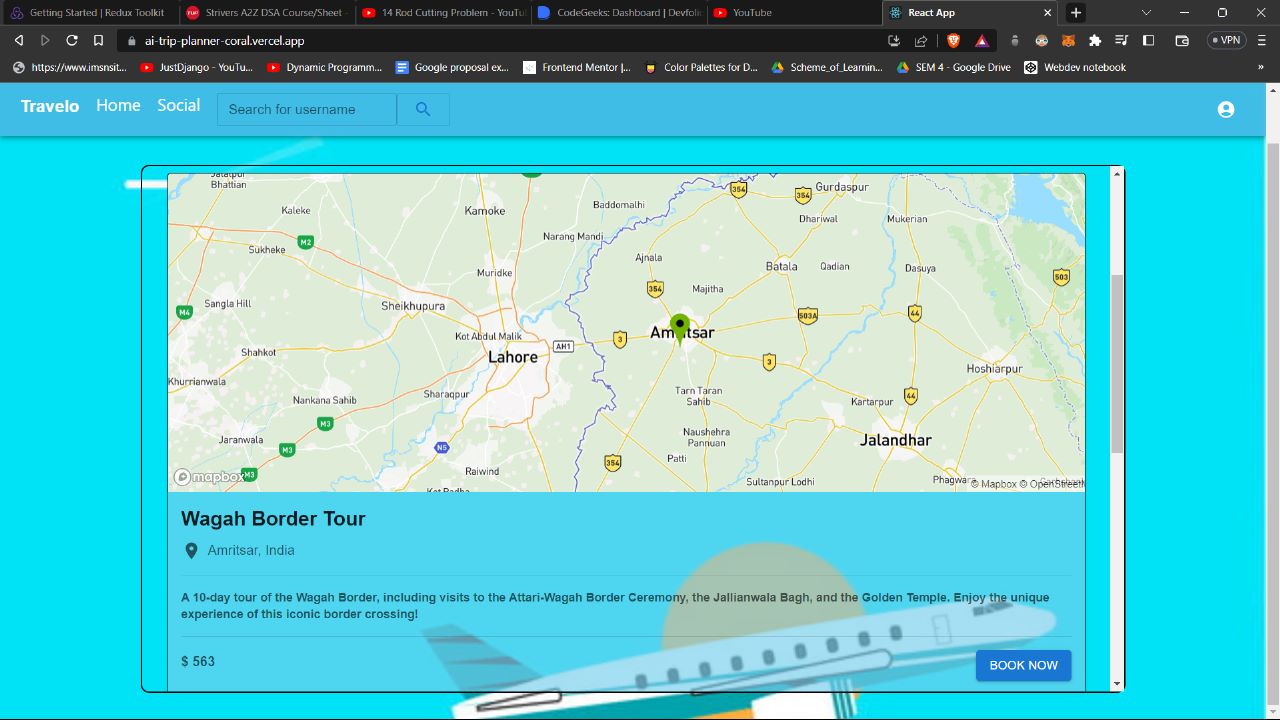 Getting Started | Redux Toolkit
Strivers A2Z DSA Course/Sheet -
14 Rod Cutting Problem - YouTu
CodeGeeks: Dashboard | Devfolio
YouTube
React App
ai-trip-planner-coral.vercel.app
VPN
https://www.imsnsit...
JustDjango - YouTu...
Dynamic Programm...
Google proposal ex...
Frontend Mentor |...
Color Palettes for D...
Scheme_of_Learnin...
SEM 4 - Google Drive
Webdev notebook
»
Travelo
Home
Social
Search for username
Jalalpur
Bhattian
Kaleke
Kamoke
Baddomalhi
354
354
Gurdaspur
Dhariwal
Mukerian
Sukheke
M2
Narang Mandi
Ajnala
Batala
Qadian
Dasuya
Muridke
503
Sangla Hill
M4
Sheikhupura
354
Majitha
503A
44
Kot Abdul Malik
AH1
3
Amritsar
Shahkot
Lahore
3
Hoshiarpur
Khurrianwala
Nankana Sahib
Sharaqpur
Tarn Taran
Sahib
44
Kartarpur
M3
Jaranwala
M3
N5
Naushehra
Pannuan
Jalandhar
Raiwind
354
Patti
Sultanpur Lodhi
Phagwara
mapbox
M3
Kot Radha
© Mapbox © OpenStreet
Wagah Border Tour
Amritsar, India
A 10-day tour of the Wagah Border, including visits to the Attari-Wagah Border Ceremony, the Jallianwala Bagh, and the Golden Temple. Enjoy the unique
experience of this iconic border crossing!
$ 563
BOOK NOW